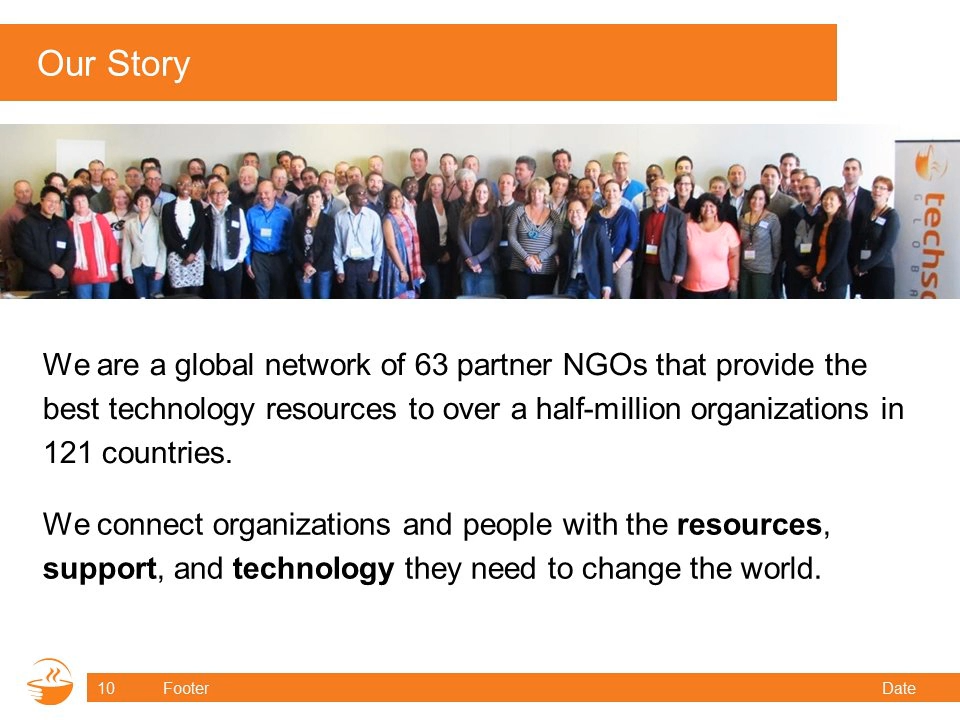 Our Story
techso
GLOBA
We are a global network of 63 partner NGOs that provide the
best technology resources to over a half-million organizations in
121 countries.
We connect organizations and people with the resources,
support, and technology they need to change the world.
10 Footer Date